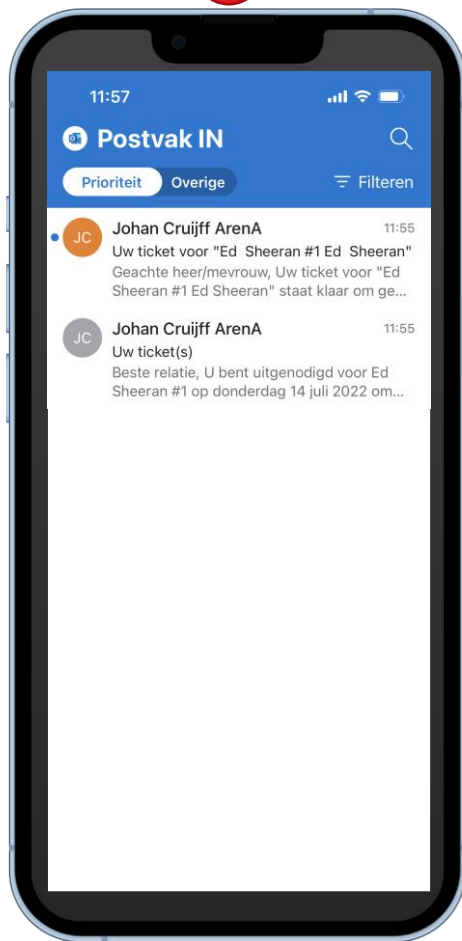 11:57
Postvak IN
Prioriteit Overige Filteren
Johan Cruijff ArenA 11:55
JC
Uw ticket voor "Ed Sheeran #1 Ed Sheeran"
Geachte heer/mevrouw, Uw ticket voor "Ed
Sheeran #1 Ed Sheeran" staat klaar om ge...
Johan Cruijff ArenA 11:55
JC
Uw ticket(s)
Beste relatie, U bent uitgenodigd voor Ed
Sheeran #1 op donderdag 14 juli 2022 om...